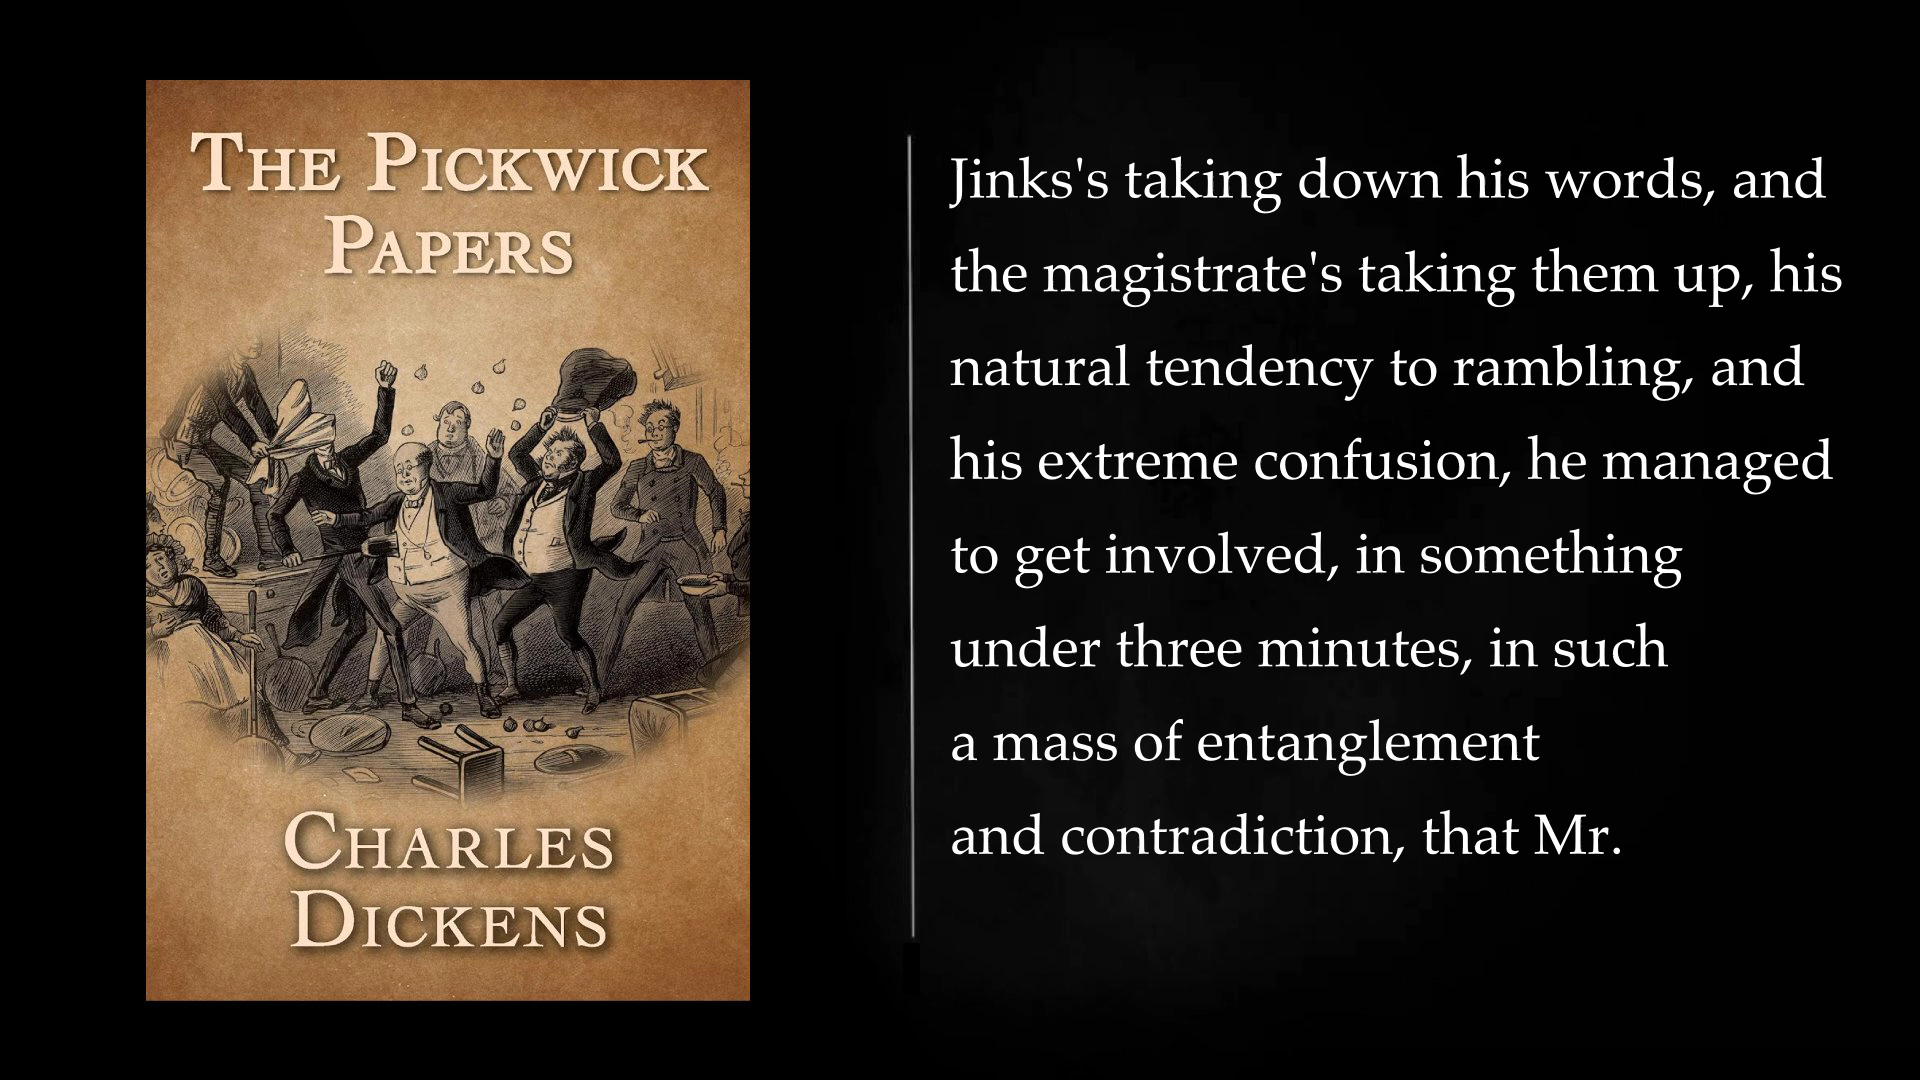 THE PICKWICK
PAPERS
CHARLES
DICKENS
Jinks's taking down his words, and
the magistrate's taking them up, his
natural tendency to rambling, and
his extreme confusion, he managed
to get involved, in something
under three minutes, in such
a mass of entanglement
and contradiction, that Mr.